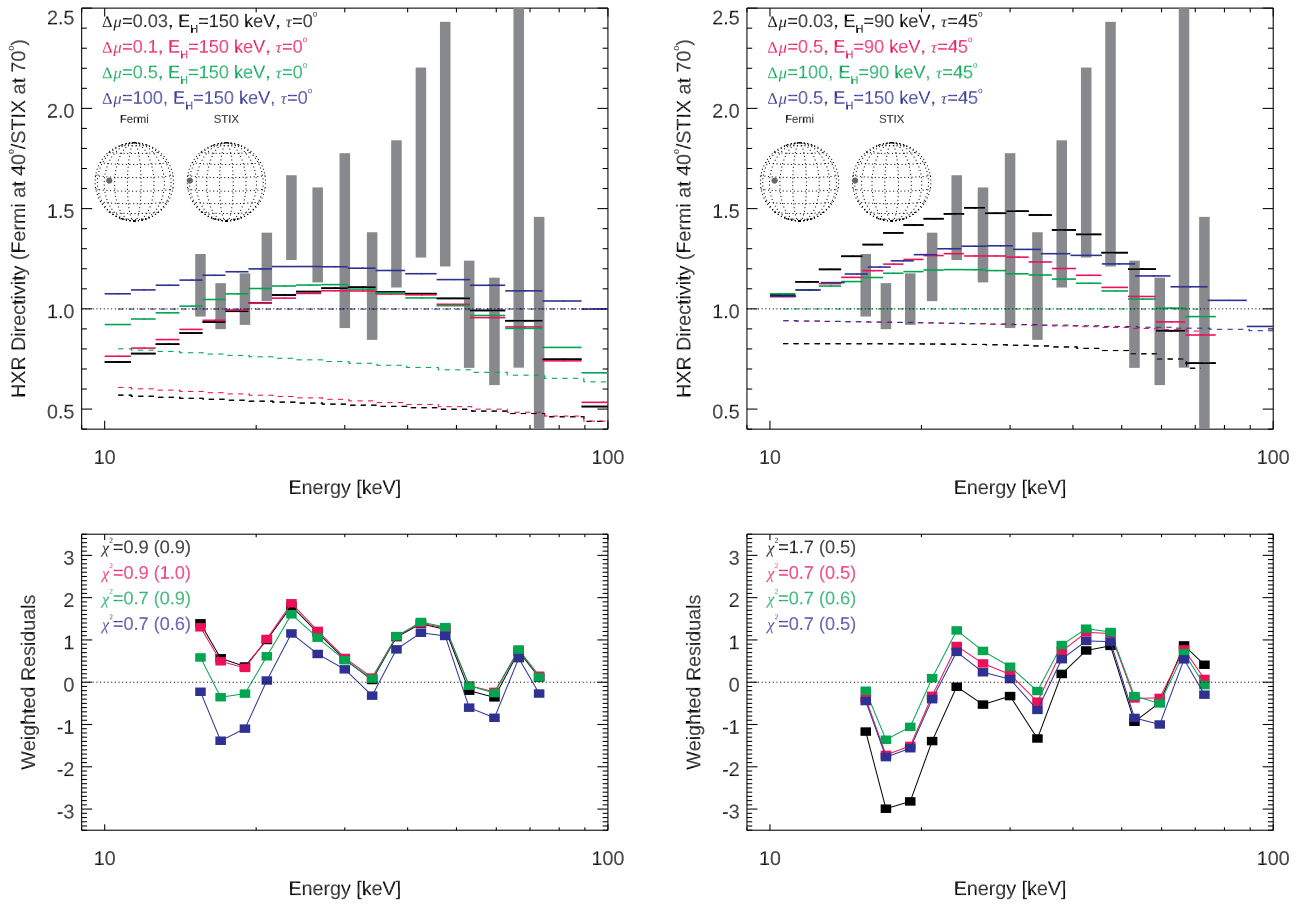 Δμ=0.03, E_H=150 keV, τ=0°
Δμ=0.1, E_H=150 keV, τ=0°
Δμ=0.5, E_H=150 keV, τ=0°
Δμ=100, E_H=150 keV, τ=0°
Fermi STIX
HXR Directivity (Fermi at 40°/STIX at 70°)
2.5
2.0
1.5
1.0
0.5
10 100
Energy [keV]
Δμ=0.03, E_H=90 keV, τ=45°
Δμ=0.5, E_H=90 keV, τ=45°
Δμ=100, E_H=90 keV, τ=45°
Δμ=0.5, E_H=150 keV, τ=45°
Fermi STIX
HXR Directivity (Fermi at 40°/STIX at 70°)
2.5
2.0
1.5
1.0
0.5
10 100
Energy [keV]
χ²=0.9 (0.9)
χ²=0.9 (1.0)
χ²=0.7 (0.9)
χ²=0.7 (0.6)
Weighted Residuals
3
2
1
0
-1
-2
-3
10 100
Energy [keV]
χ²=1.7 (0.5)
χ²=0.7 (0.5)
χ²=0.7 (0.6)
χ²=0.7 (0.5)
Weighted Residuals
3
2
1
0
-1
-2
-3
10 100
Energy [keV]